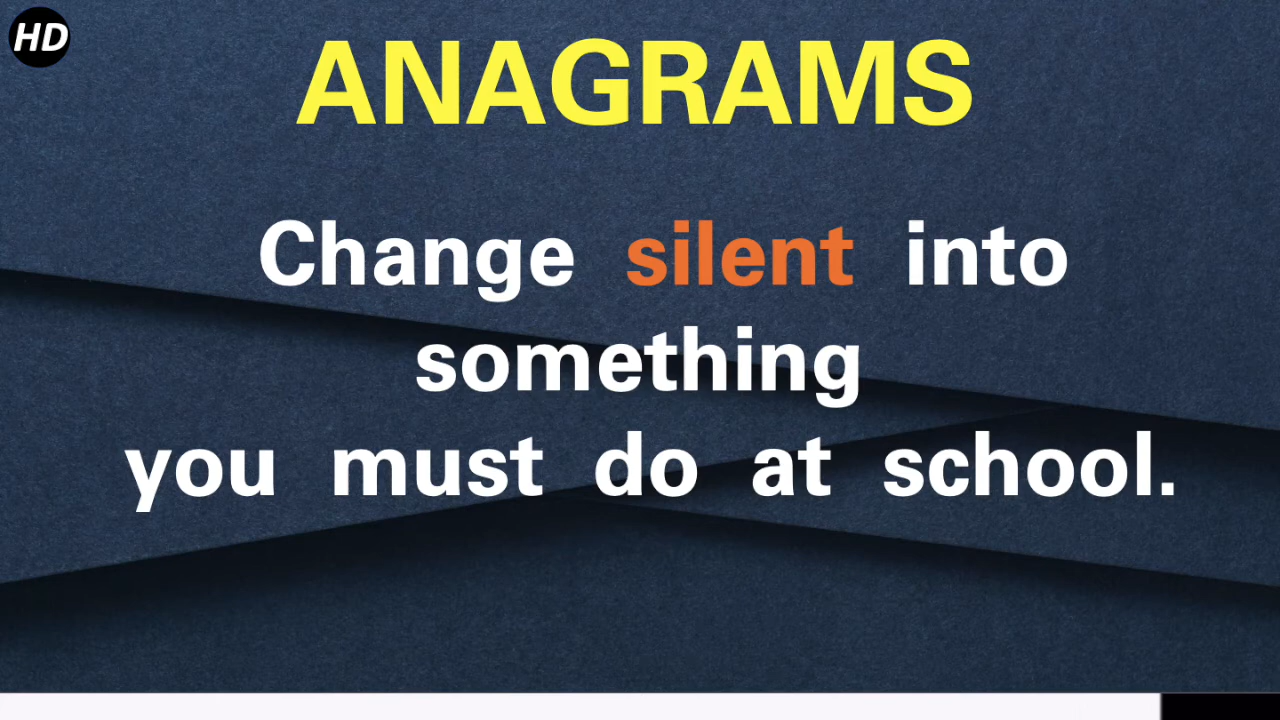 HD
ANAGRAMS
Change silent into
something
you must do at school.